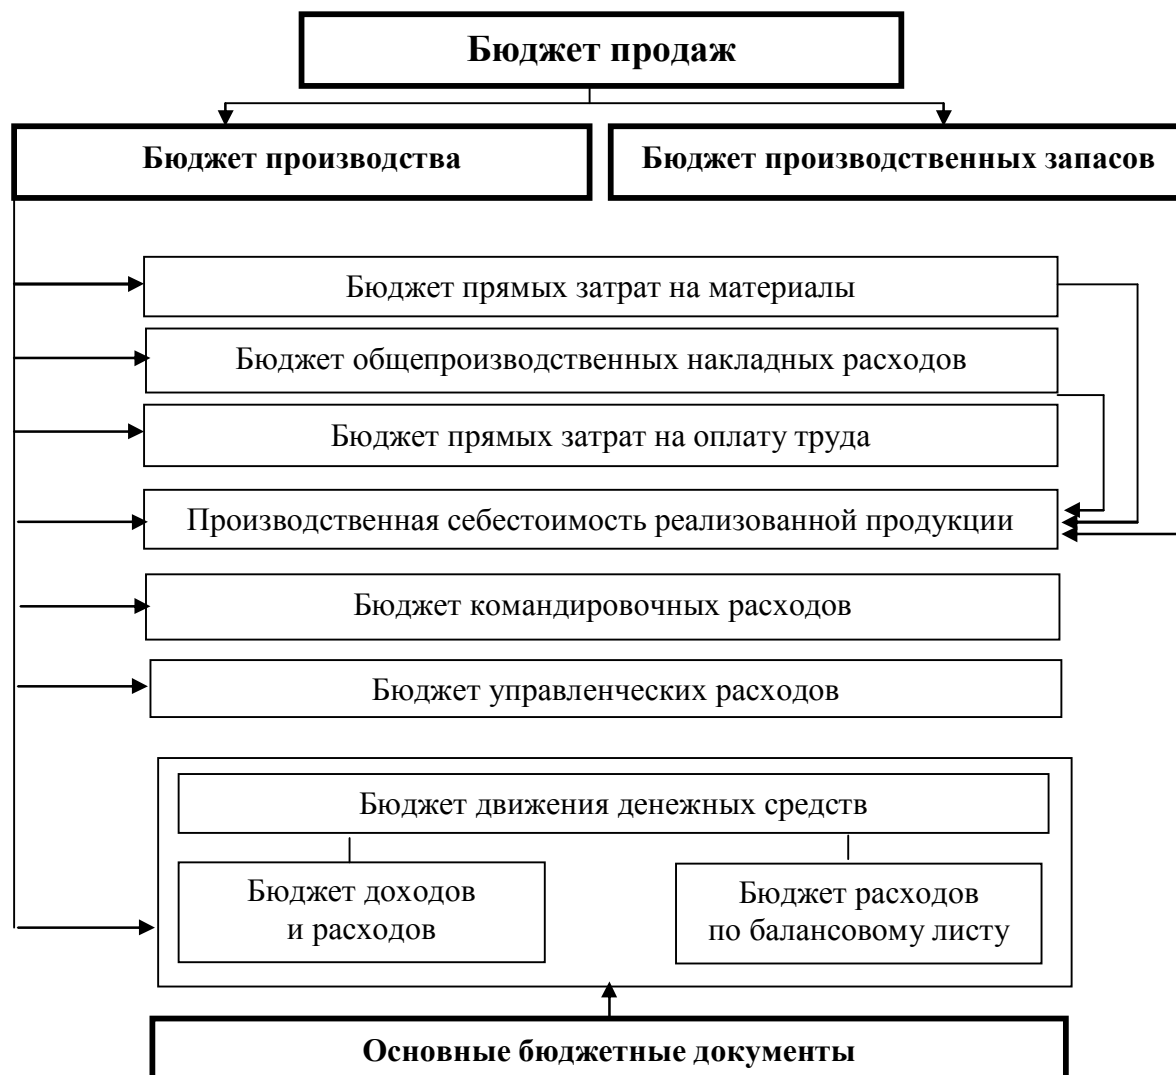 Бюджет продаж
Бюджет производства
Бюджет производственных запасов
Бюджет прямых затрат на материалы
Бюджет общепроизводственных накладных расходов
Бюджет прямых затрат на оплату труда
Производственная себестоимость реализованной продукции
Бюджет командировочных расходов
Бюджет управленческих расходов
Бюджет движения денежных средств
Бюджет доходов
и расходов
Бюджет расходов
по балансовому листу
Основные бюджетные документы